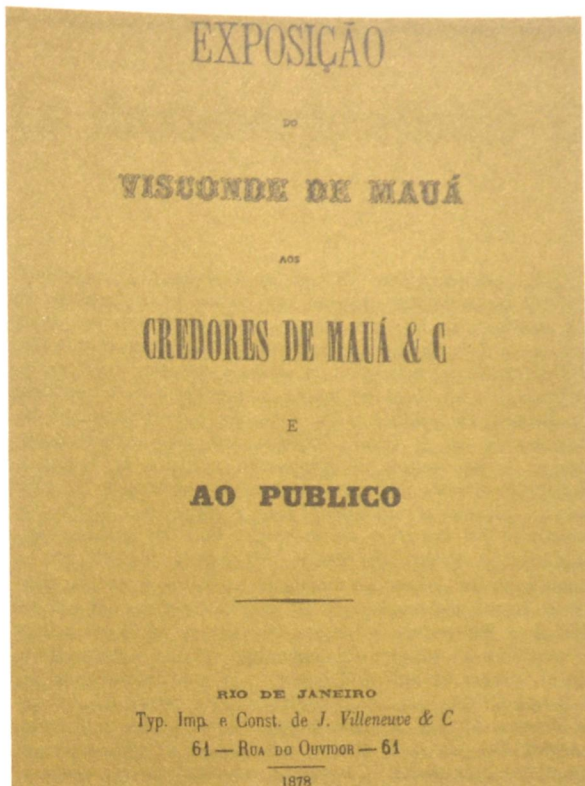 EXPOSIÇÃO
DO
VISCONDE DE MAUÁ
AOS
CREDORES DE MAUÁ & C
E
AO PUBLICO
RIO DE JANEIRO
Typ. Imp. e Const. de J. Villeneuve & C
61 — RUA DO OUVIDOR — 61
1878